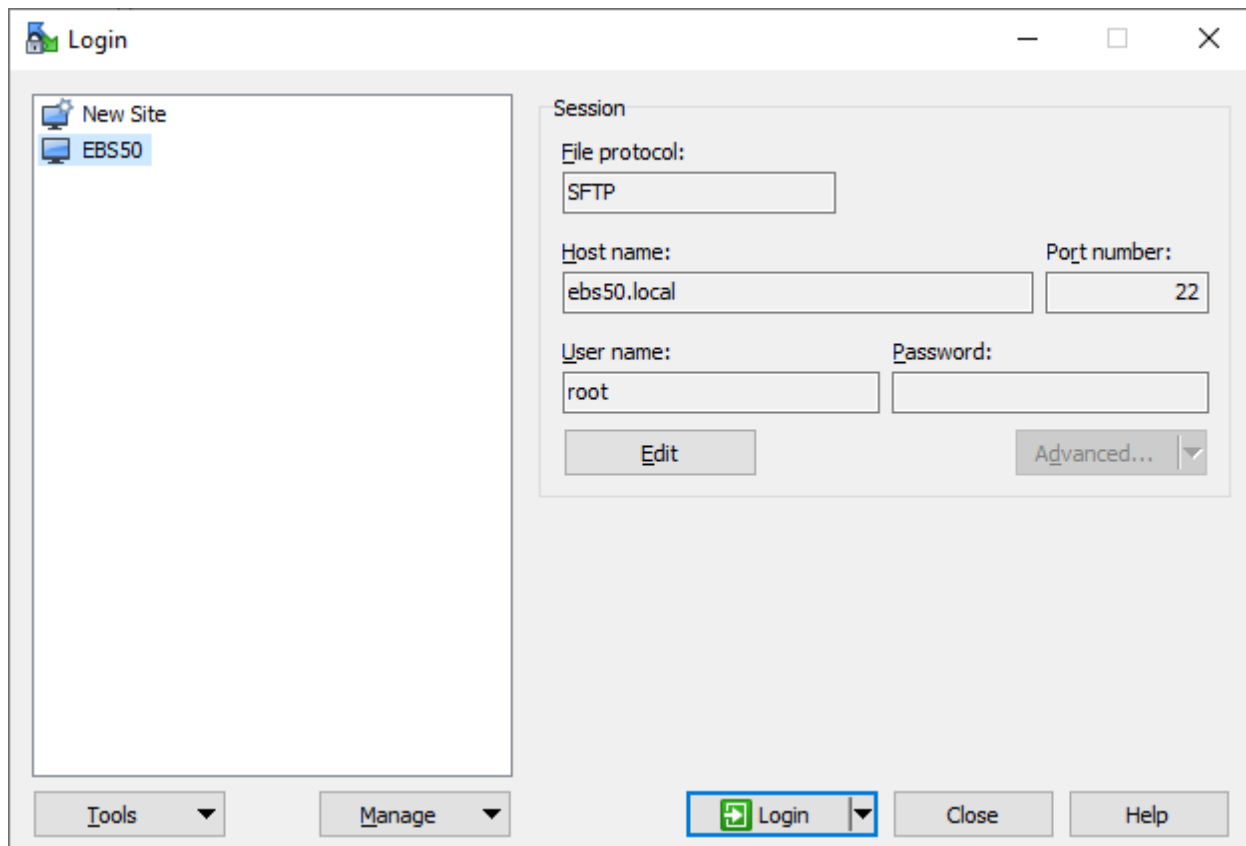 Login
New Site
EBS50
Session
File protocol:
SFTP
Host name:
Port number:
ebs50.local
22
User name:
Password:
root
Edit
Advanced...
Tools
Manage
Login
Close
Help